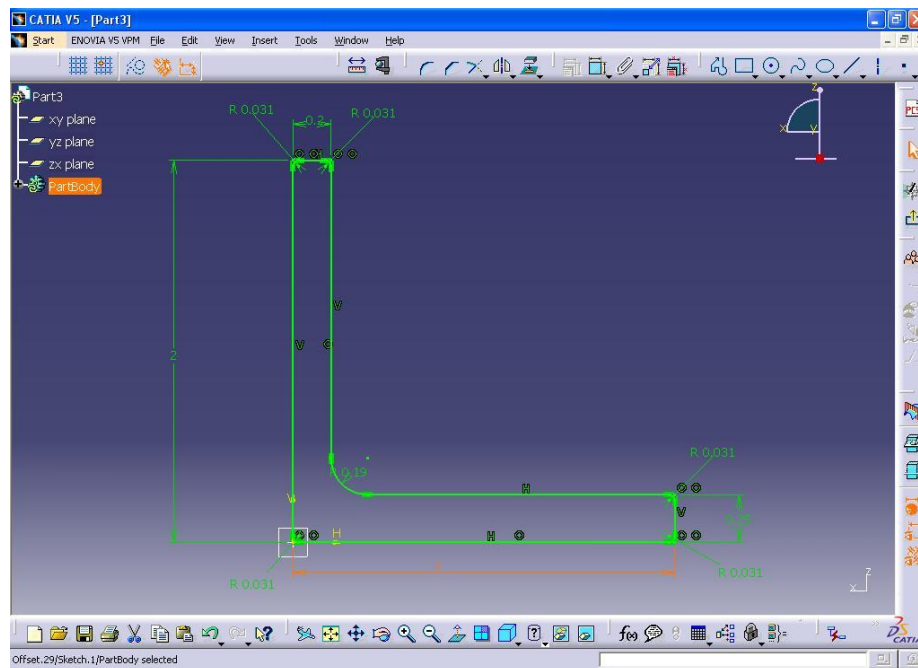 CATIA V5 - [Part3]
Start ENOVIA V5 VPM File Edit View Insert Tools Window Help
Part3
xy plane
yz plane
zx plane
PartBody
R 0.031
0.2
R 0.031
z
x
y
V
V
2
R 0.19
R 0.031
H
V
V
H
H
R 0.031
R 0.031
z
x
f(x)
CATIA
Offset.29/Sketch.1/PartBody selected